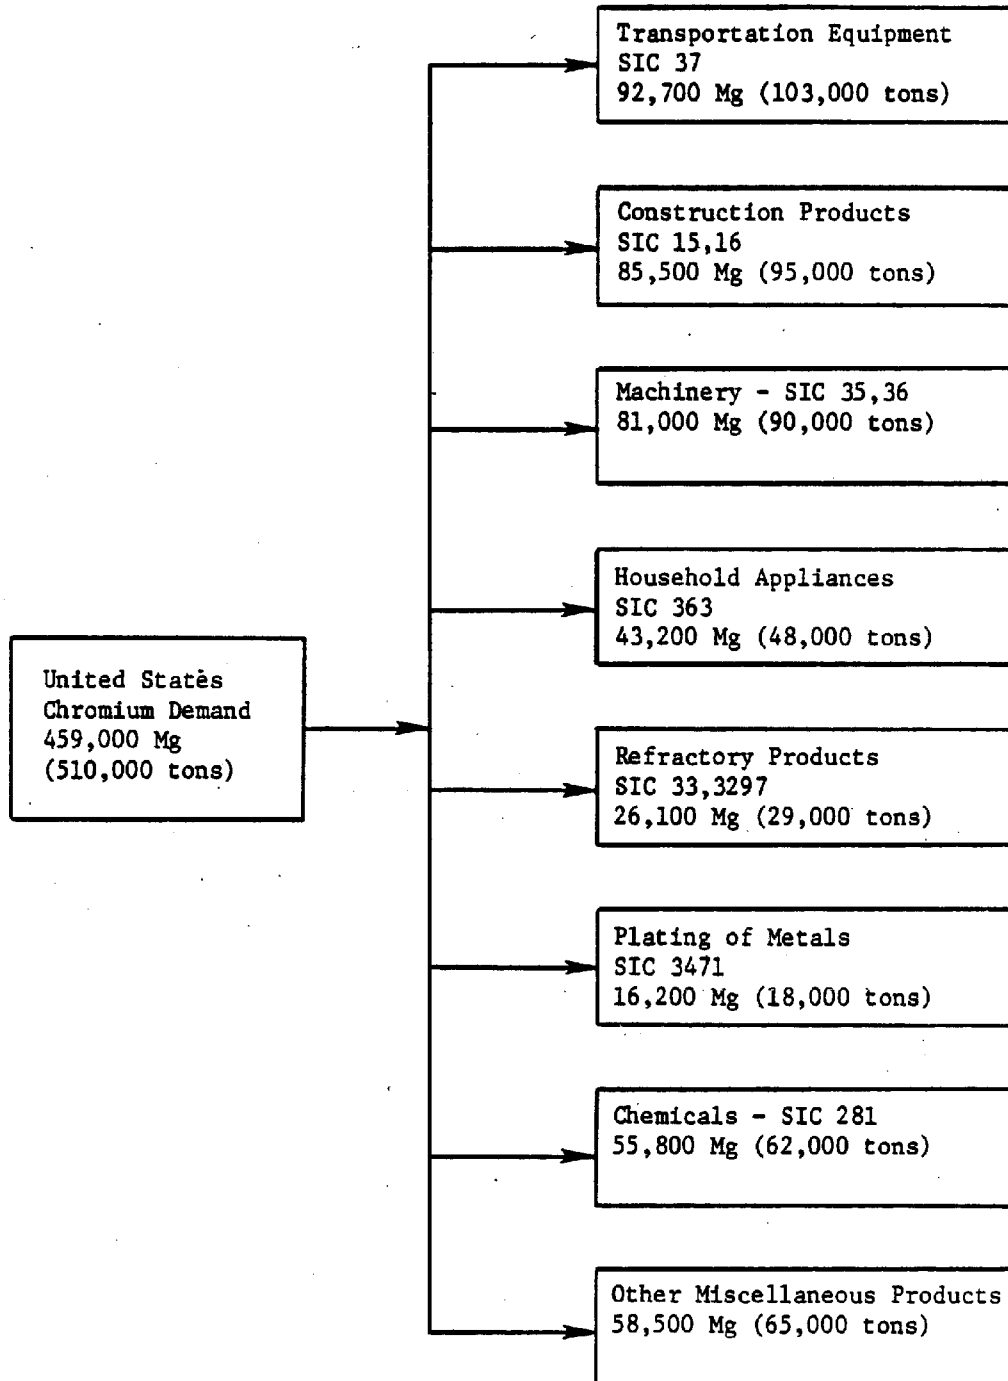 Transportation Equipment
SIC 37
92,700 Mg (103,000 tons)
Construction Products
SIC 15,16
85,500 Mg (95,000 tons)
Machinery - SIC 35,36
81,000 Mg (90,000 tons)
Household Appliances
SIC 363
43,200 Mg (48,000 tons)
United States
Chromium Demand
459,000 Mg
(510,000 tons)
Refractory Products
SIC 33,3297
26,100 Mg (29,000 tons)
Plating of Metals
SIC 3471
16,200 Mg (18,000 tons)
Chemicals - SIC 281
55,800 Mg (62,000 tons)
Other Miscellaneous Products
58,500 Mg (65,000 tons)